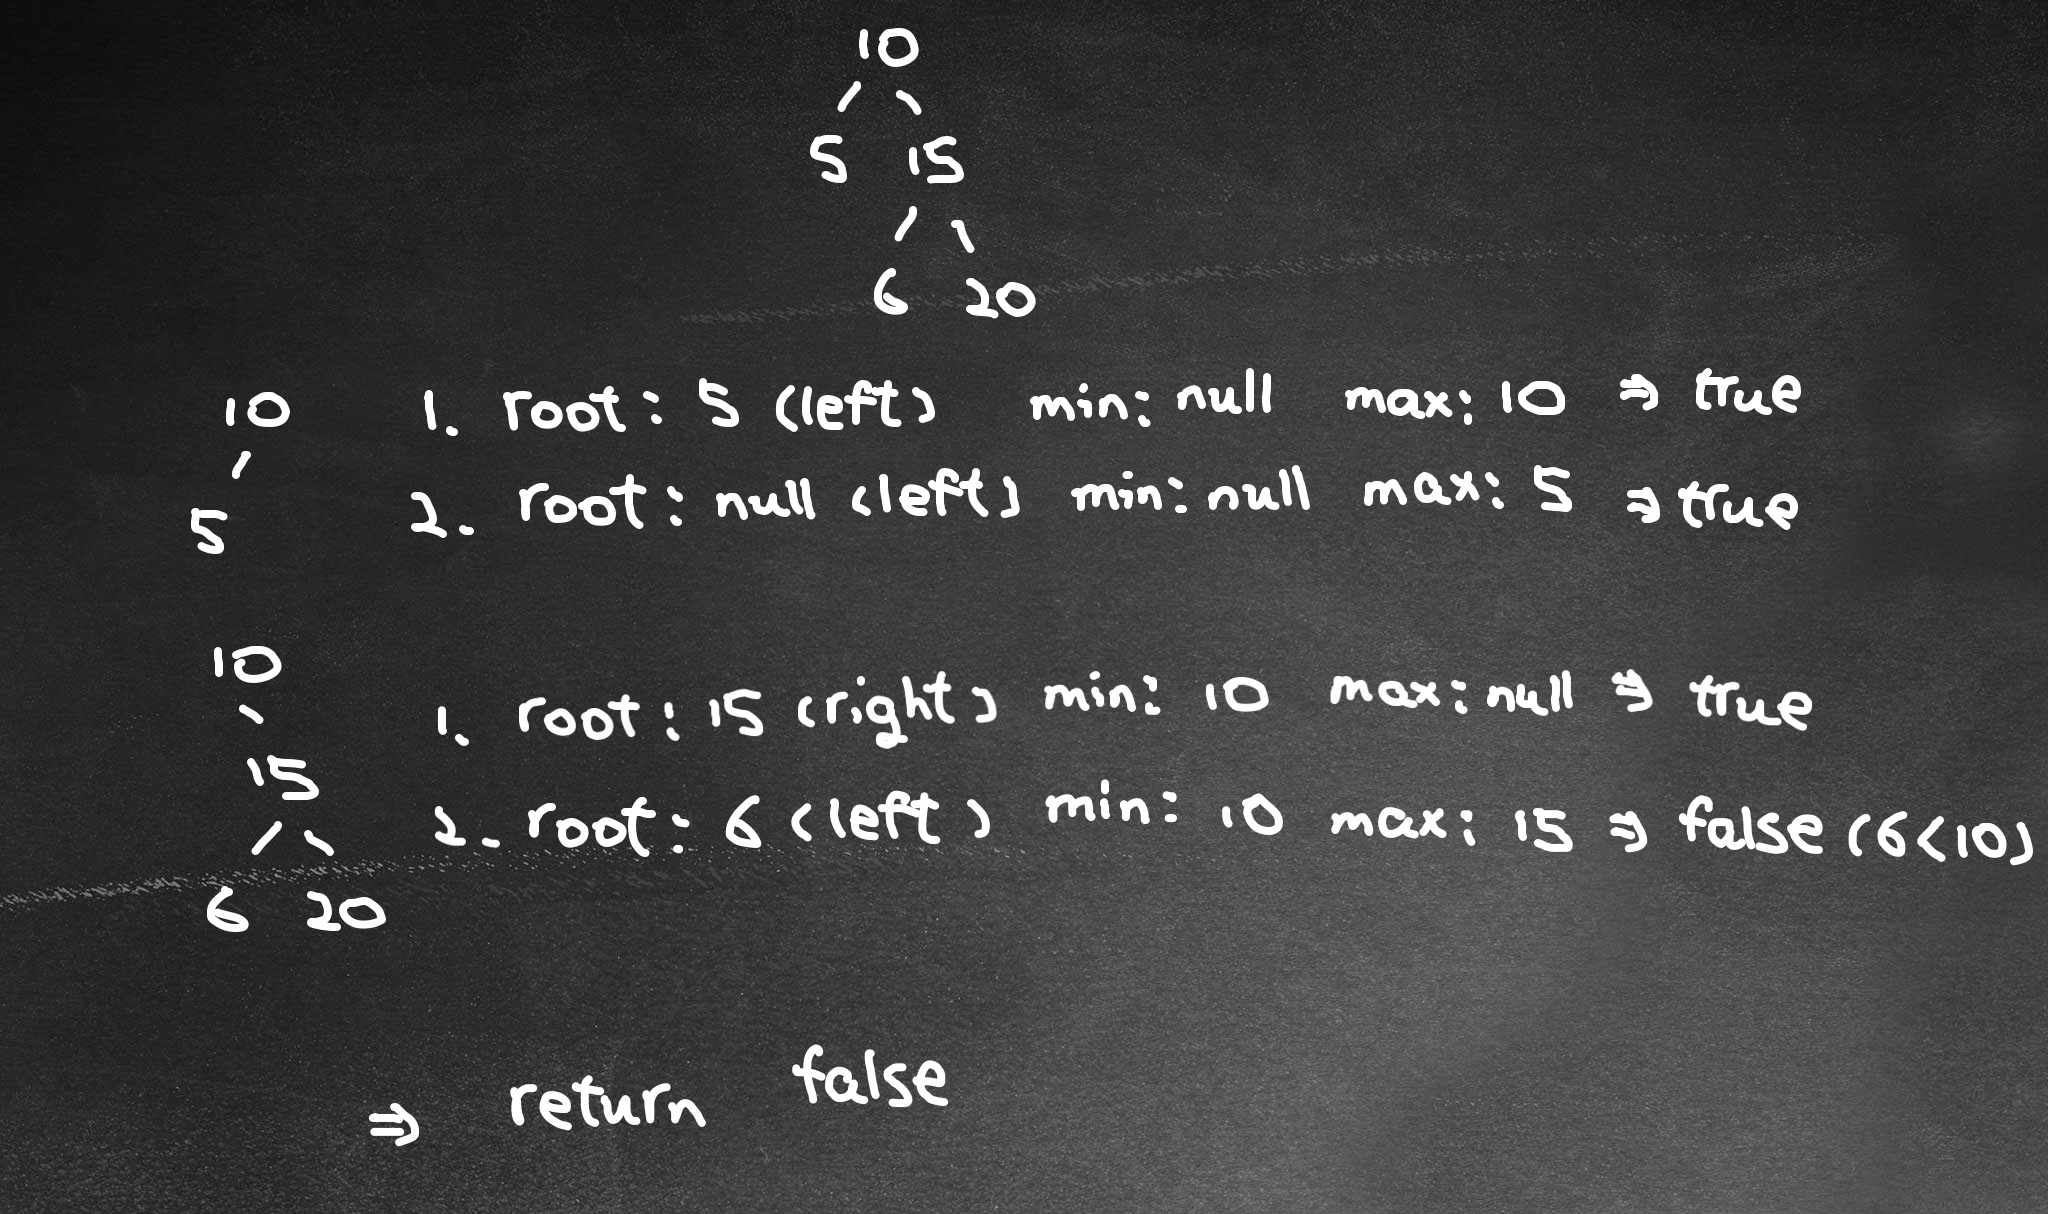 10
5 15
6 20
10
5
1. root: 5 (left) min: null max: 10 ⇒ true
2. root: null (left) min: null max: 5 ⇒ true
10
15
6 20
1. root: 15 (right) min: 10 max: null ⇒ true
2. root: 6 (left) min: 10 max: 15 ⇒ false (6<10)
⇒ return false